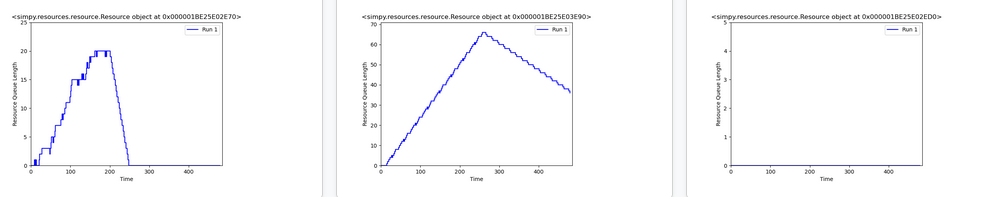 <simpy.resources.resource.Resource object at 0x000001BE25E02E70>
Run 1
Resource Queue Length
25
20
15
10
5
0
0 100 200 300 400
Time
<simpy.resources.resource.Resource object at 0x000001BE25E03E90>
Run 1
Resource Queue Length
70
60
50
40
30
20
10
0
0 100 200 300 400
Time
<simpy.resources.resource.Resource object at 0x000001BE25E02ED0>
Run 1
Resource Queue Length
5
4
3
2
1
0
0 100 200 300 400
Time